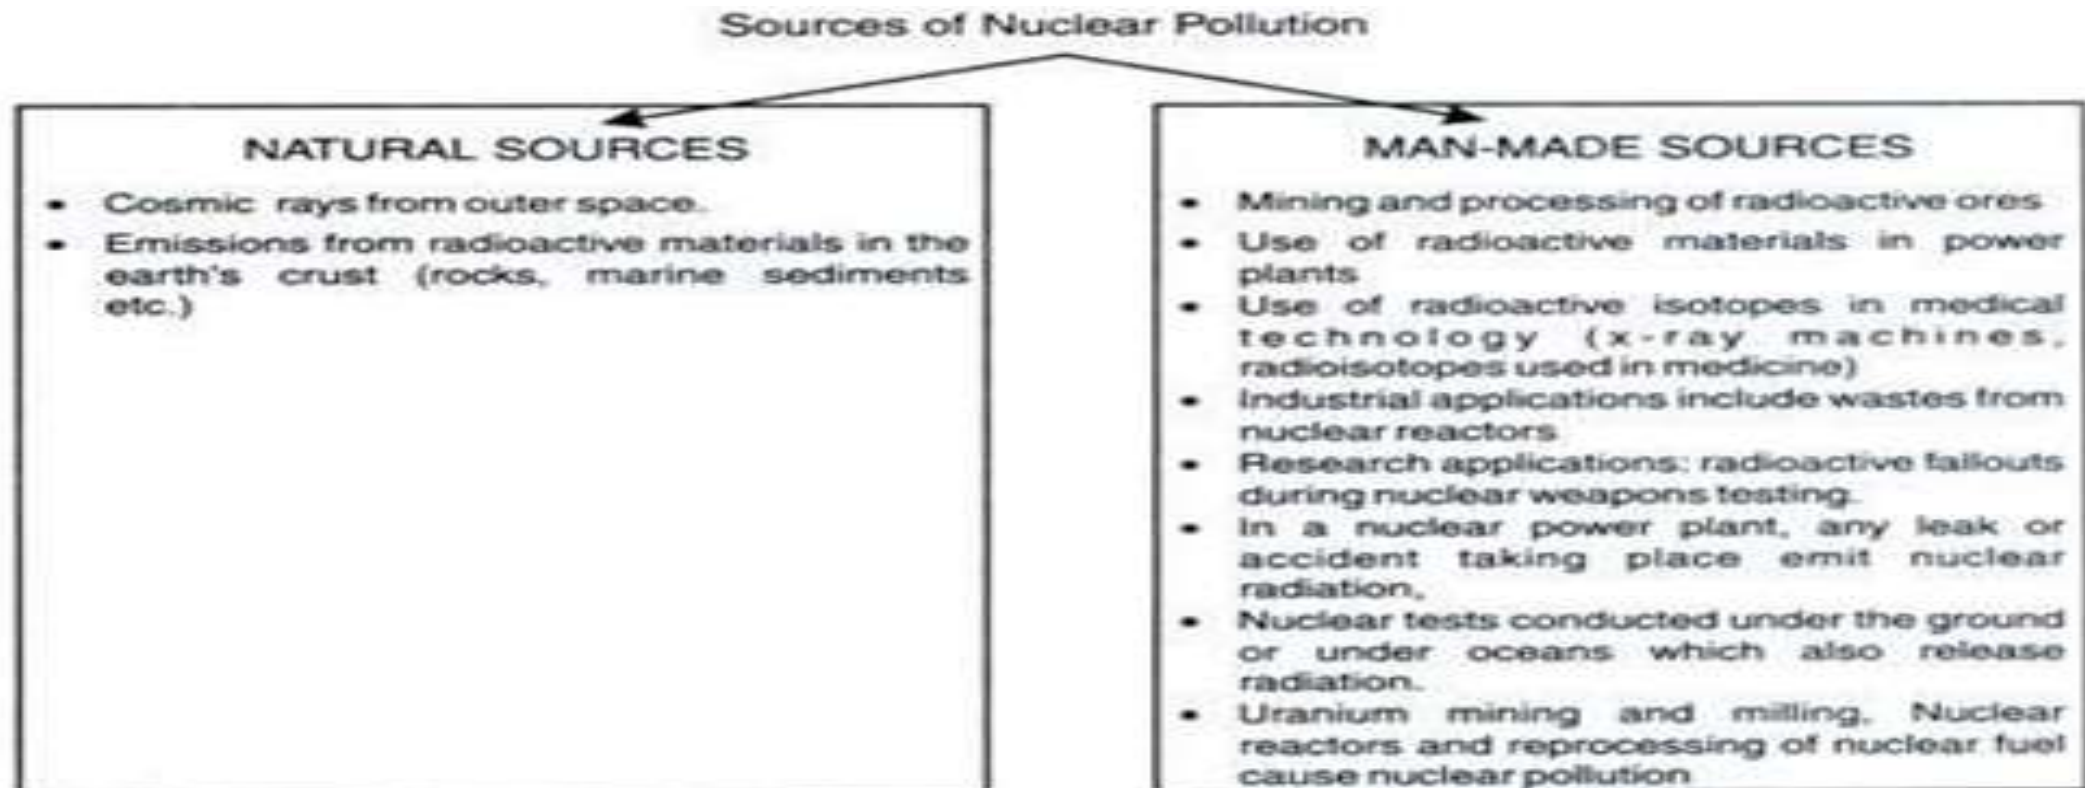 Sources of Nuclear Pollution
NATURAL SOURCES
• Cosmic rays from outer space.
• Emissions from radioactive materials in the
earth's crust (rocks, marine sediments
etc.)
MAN-MADE SOURCES
• Mining and processing of radioactive ores
• Use of radioactive materials in power
plants
• Use of radioactive isotopes in medical
technology (x-ray machines,
radioisotopes used in medicine)
• Industrial applications include wastes from
nuclear reactors
• Research applications: radioactive fallouts
during nuclear weapons testing.
• In a nuclear power plant, any leak or
accident taking place emit nuclear
radiation,
• Nuclear tests conducted under the ground
or under oceans which also release
radiation.
• Uranium mining and milling, Nuclear
reactors and reprocessing of nuclear fuel
cause nuclear pollution